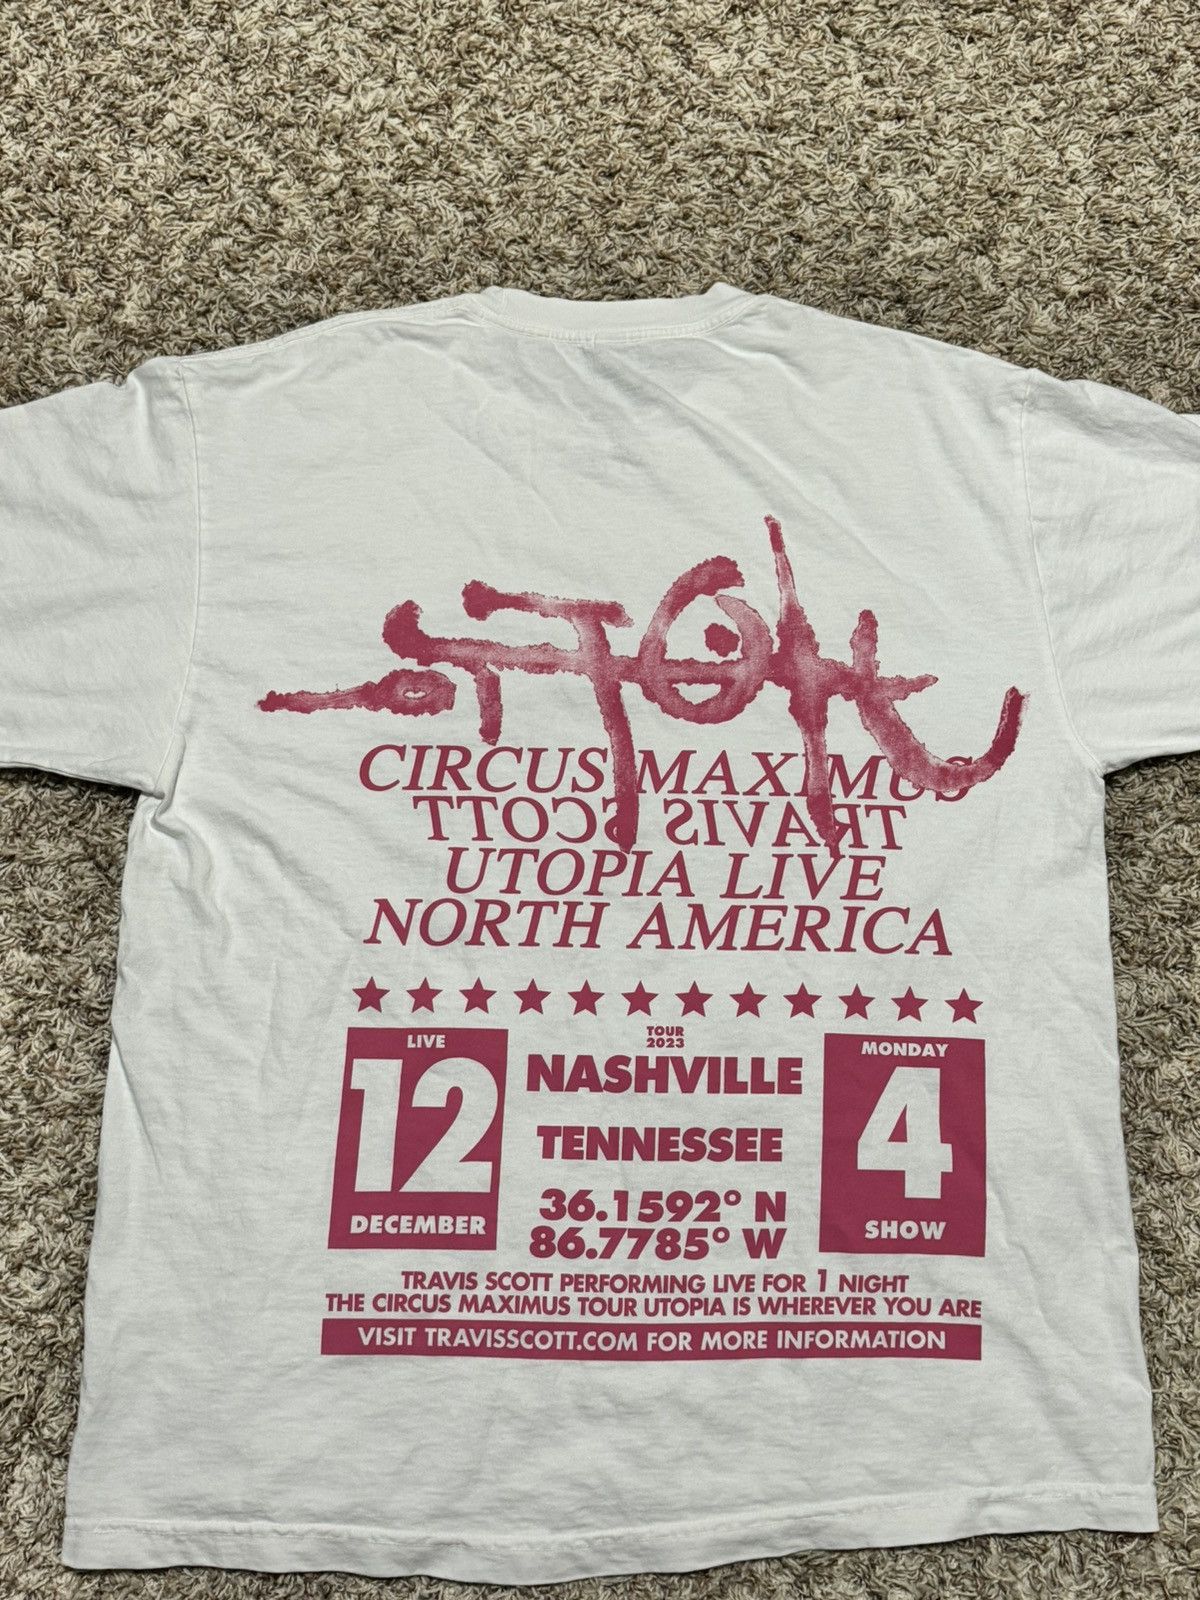 CIRCUS MAXIMUS
TRAVIS SCOTT
UTOPIA LIVE
NORTH AMERICA
LIVE
12
DECEMBER
TOUR
2023
NASHVILLE
TENNESSEE
36.1592° N
86.7785° W
MONDAY
4
SHOW
TRAVIS SCOTT PERFORMING LIVE FOR 1 NIGHT
THE CIRCUS MAXIMUS TOUR UTOPIA IS WHEREVER YOU ARE
VISIT TRAVISSCOTT.COM FOR MORE INFORMATION